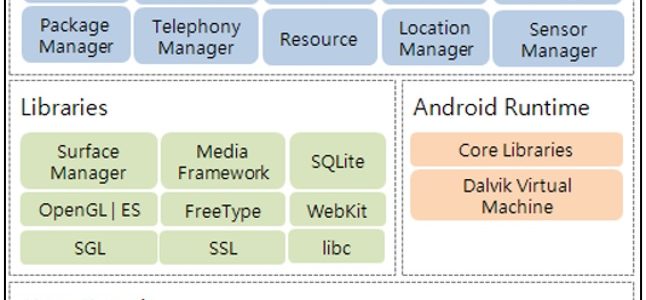 Package Manager
Telephony Manager
Resource
Location Manager
Sensor Manager
Libraries
Surface Manager
Media Framework
SQLite
OpenGL | ES
FreeType
WebKit
SGL
SSL
libc
Android Runtime
Core Libraries
Dalvik Virtual
Machine